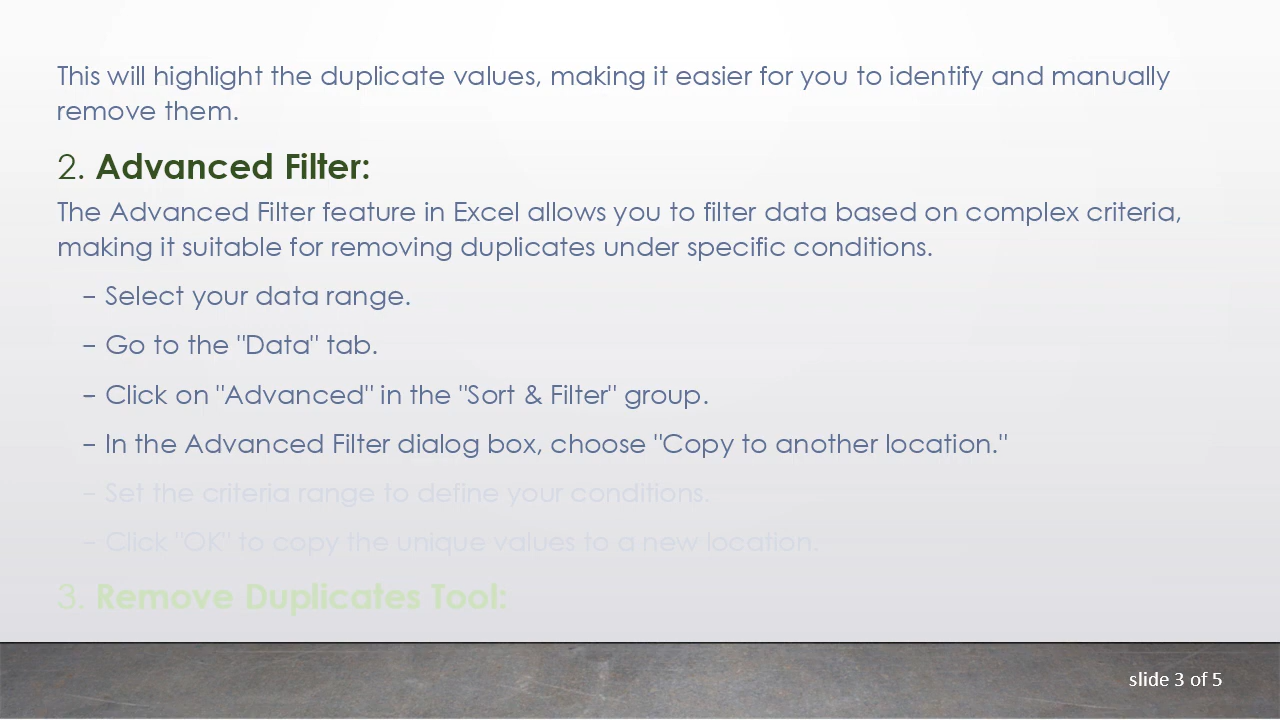 This will highlight the duplicate values, making it easier for you to identify and manually
remove them.
2. Advanced Filter:
The Advanced Filter feature in Excel allows you to filter data based on complex criteria,
making it suitable for removing duplicates under specific conditions.
– Select your data range.
– Go to the "Data" tab.
– Click on "Advanced" in the "Sort & Filter" group.
– In the Advanced Filter dialog box, choose "Copy to another location."
– Set the criteria range to define your conditions.
– Click "OK" to copy the unique values to a new location.
3. Remove Duplicates Tool:
slide 3 of 5